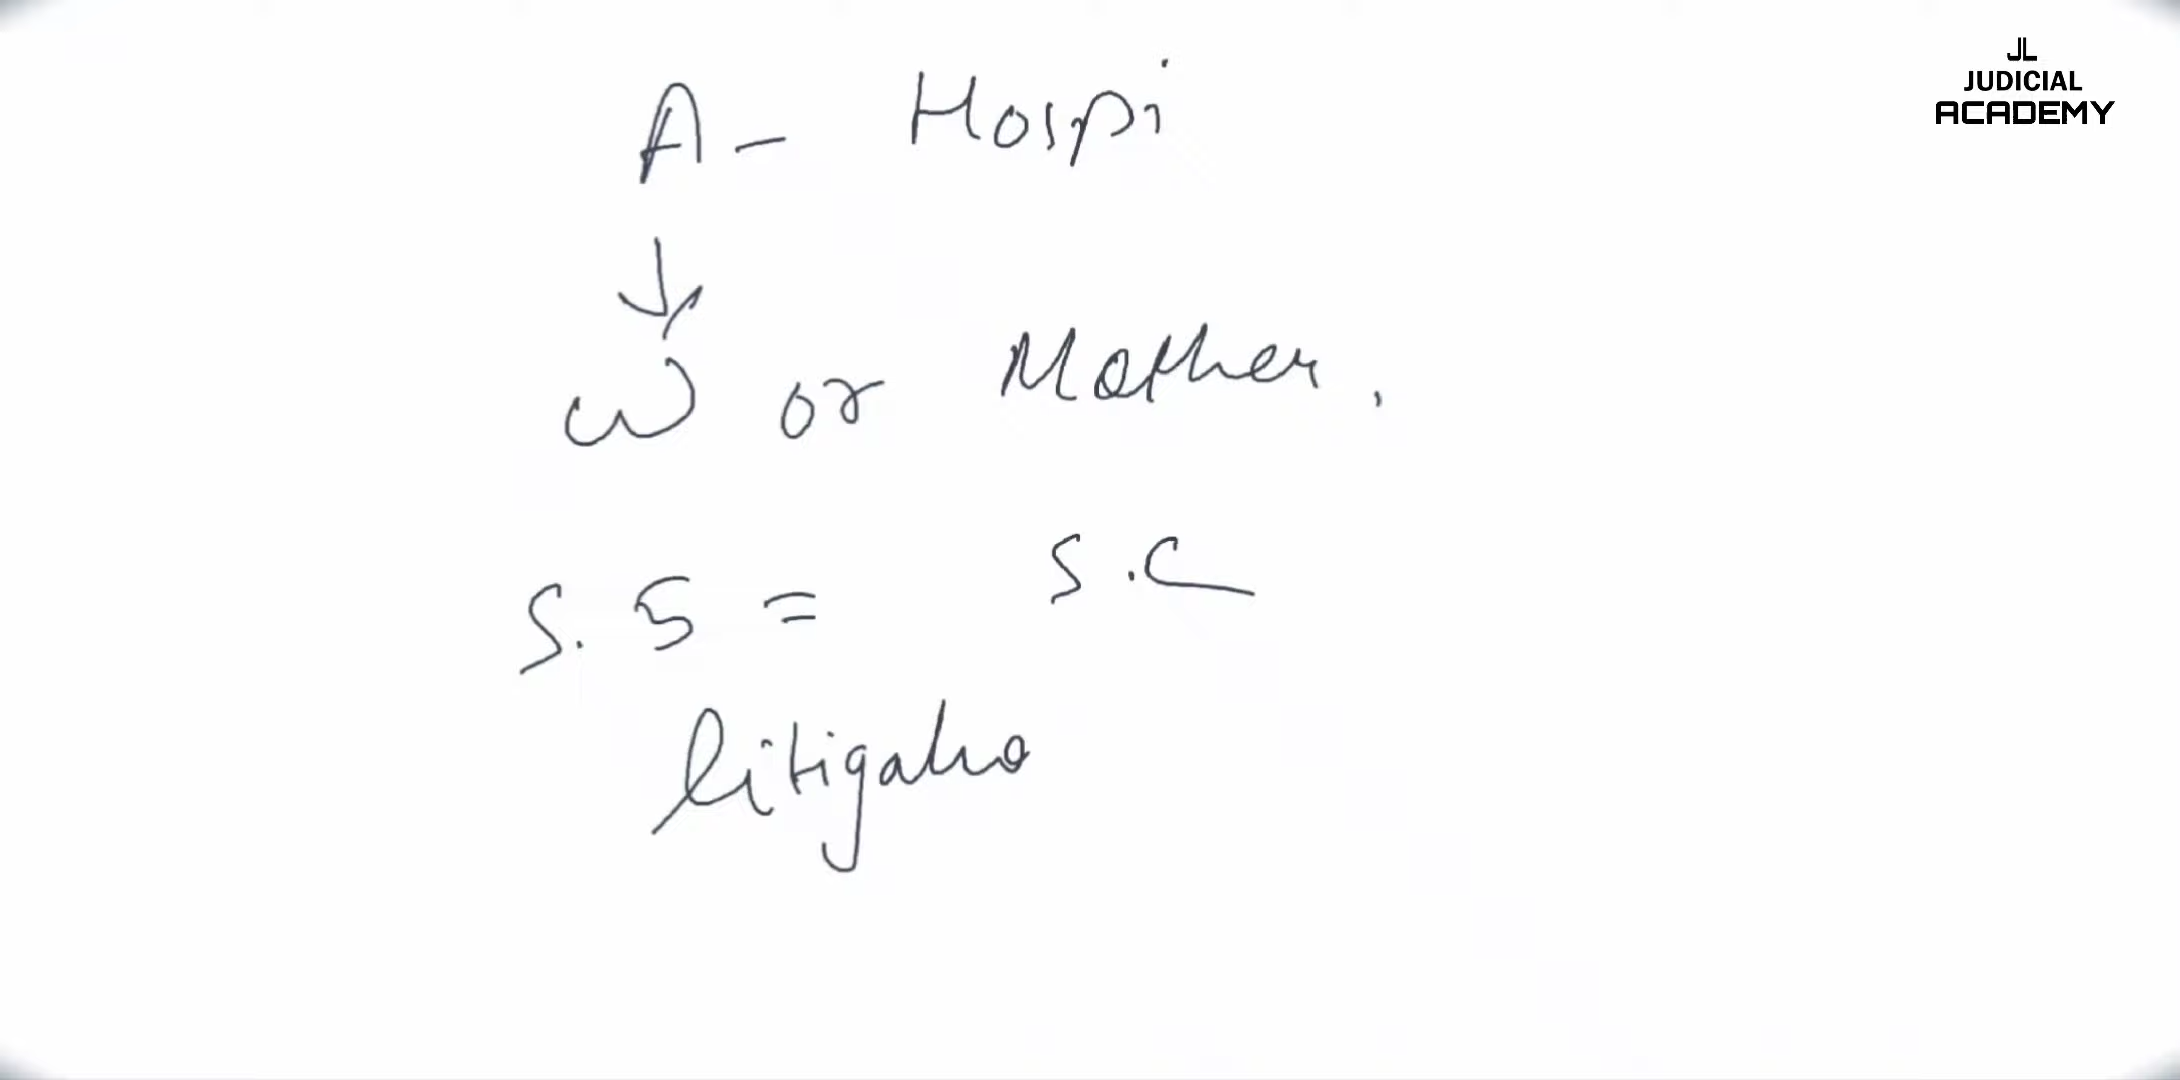 JL
JUDICIAL
ACADEMY
A - Hospi
↓
W or Mother.
S. 5 = S.C
litigatio